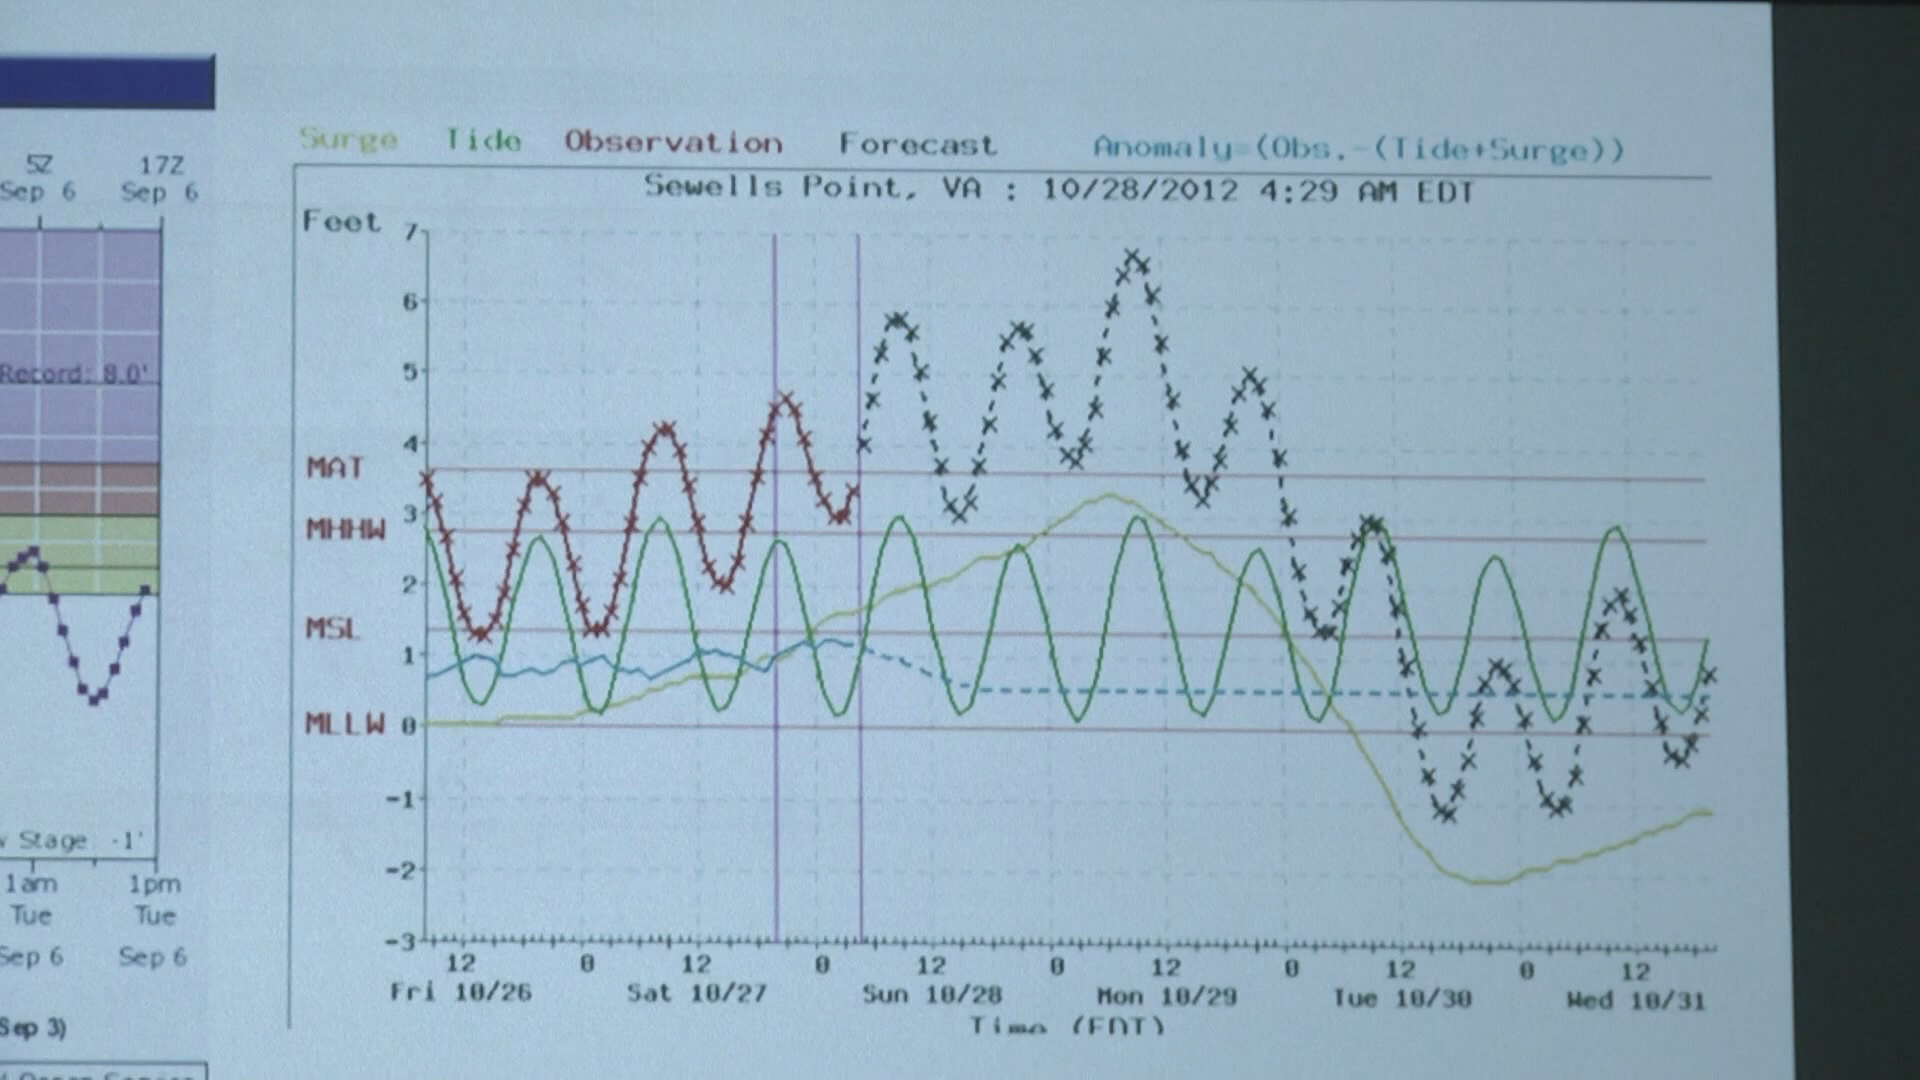 5Z 17Z
Sep 6 Sep 6
Record: 8.0'
Stage: -1'
1am 1pm
Tue Tue
Sep 6 Sep 6
Sep 3)
Surge Tide Observation Forecast Anomaly=(Obs.-(Tide+Surge))
Sewells Point, VA : 10/28/2012 4:29 AM EDT
Feet 7
6
5
4
MAT
3
MHHW
2
MSL
1
MLLW 0
-1
-2
-3
12 0 12 0 12 0 12 0 12 0 12
Fri 10/26 Sat 10/27 Sun 10/28 Mon 10/29 Tue 10/30 Wed 10/31
Time (EDT)